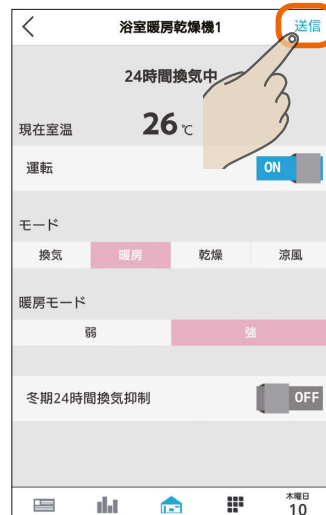 浴室暖房乾燥機1 送信
24時間換気中
現在室温 26 ℃
運転 ON
モード
換気 暖房 乾燥 涼風
暖房モード
弱 強
冬期24時間換気抑制 OFF
木曜日
10